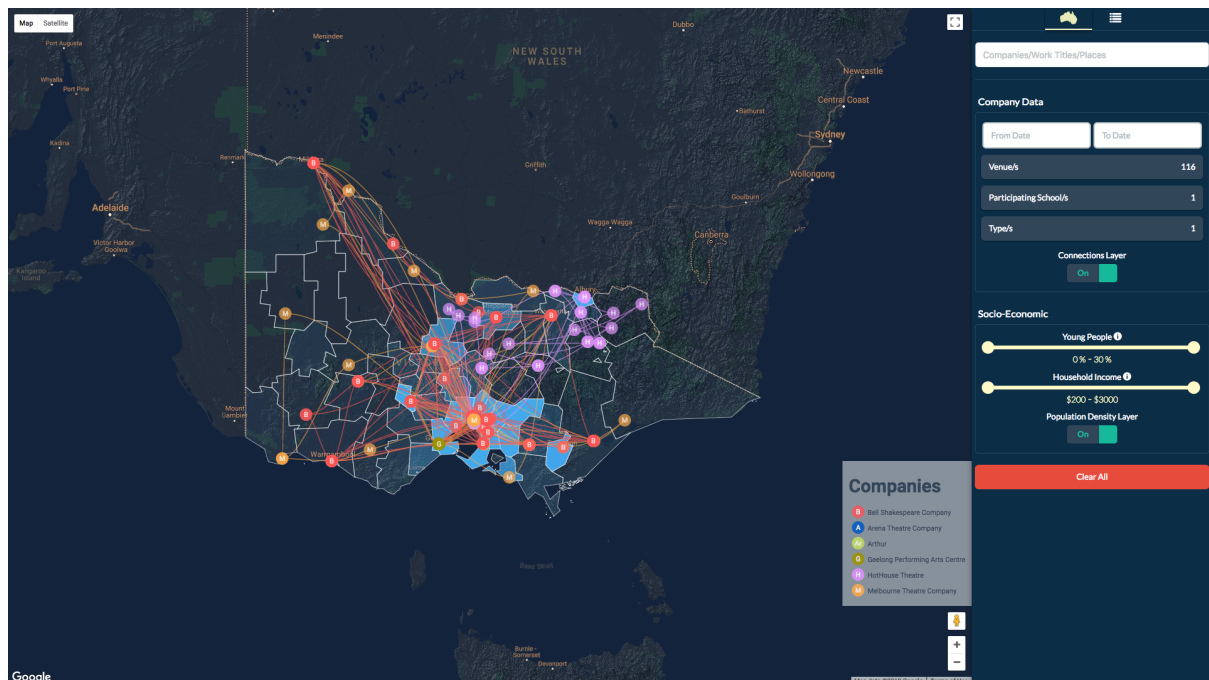 Map Satellite
Dubbo
Port Augusta
Menindee
NEW SOUTH
WALES
Companies/Work Titles/Places
Whyalla
Port Pirie
Newcastle
Central Coast
Company Data
Bathurst
From Date To Date
Sydney
Kadina
Renmark
Griffith
Venue/s 116
Wollongong
Goulburn
Participating School/s 1
Adelaide
Wagga Wagga
Canberra
Type/s 1
Victor Harbor
Goolwa
Connections Layer
Kangaroo
Island
On
Albury
Socio-Economic
Young People
0 % - 30 %
Household Income
$200 - $3000
Mount
Gambier
Population Density Layer
On
Warrnambool
Clear All
Companies
B Bell Shakespeare Company
A Arena Theatre Company
Ar Arthur
G Geelong Performing Arts Centre
H HotHouse Theatre
M Melbourne Theatre Company
Bass Strait
Burnie -
Somerset
Devonport
Google